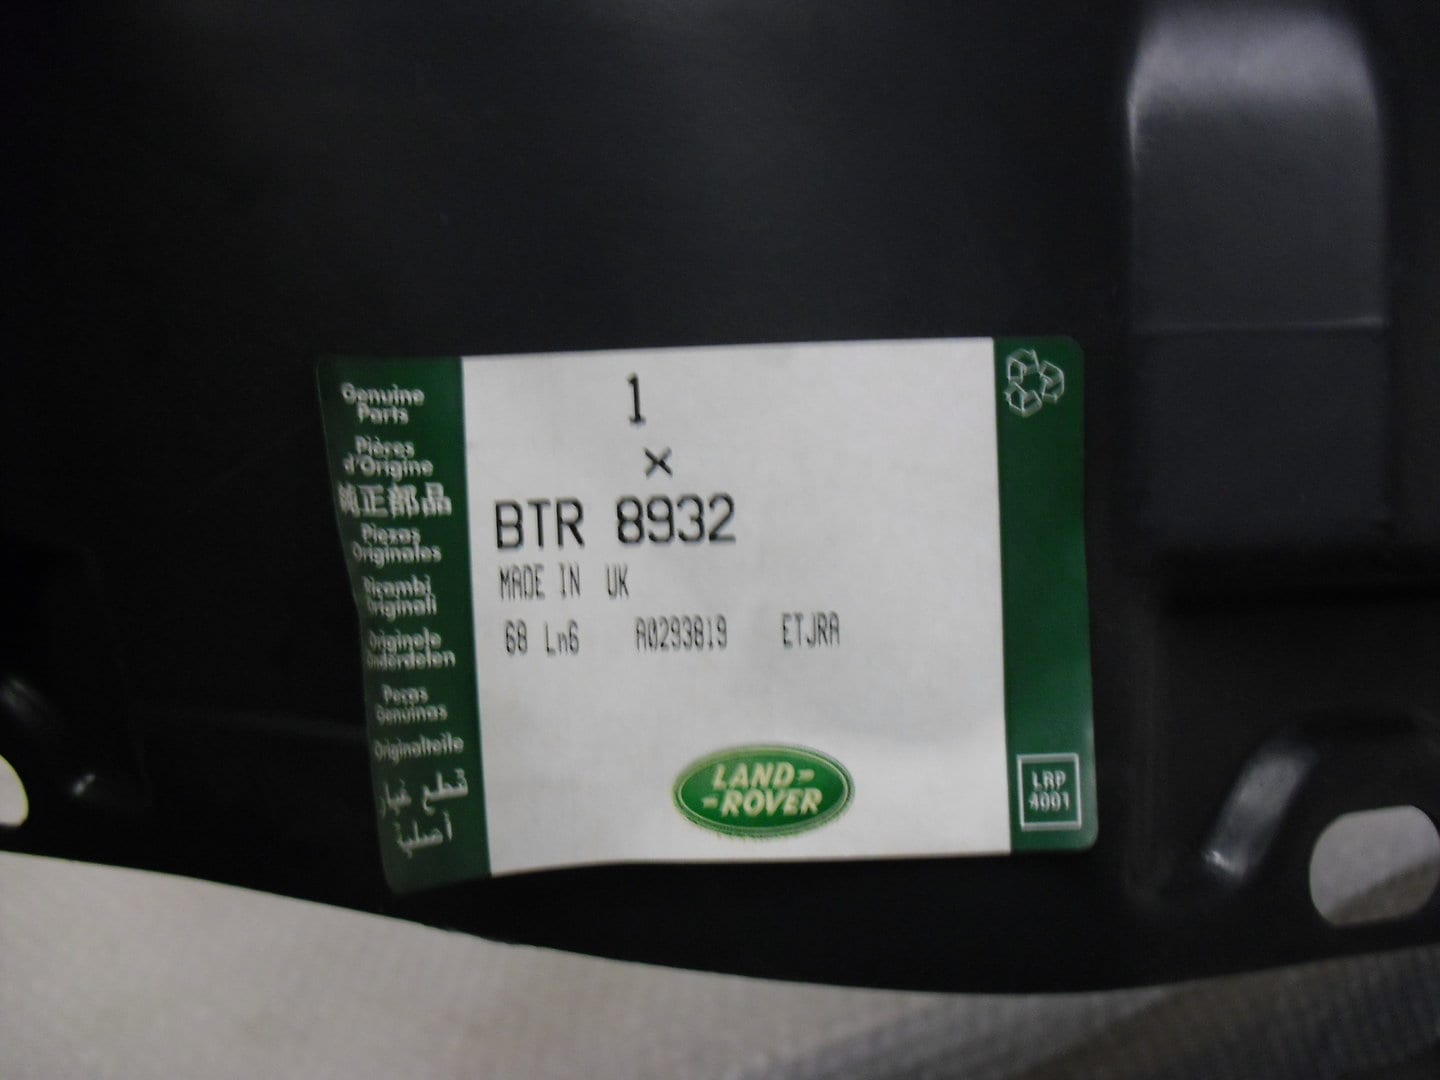 Genuine
Parts
Pièces
d'Origine
純正部品
Piezas
Originales
Ricambi
Originali
Originele
Onderdelen
Peças
Genuínas
Originalteile
قطع غيار
أصلية
1
×
BTR 8932
MADE IN UK
68 Ln6 A0293819 ETJRA
LAND-
-ROVER
LRP
4001